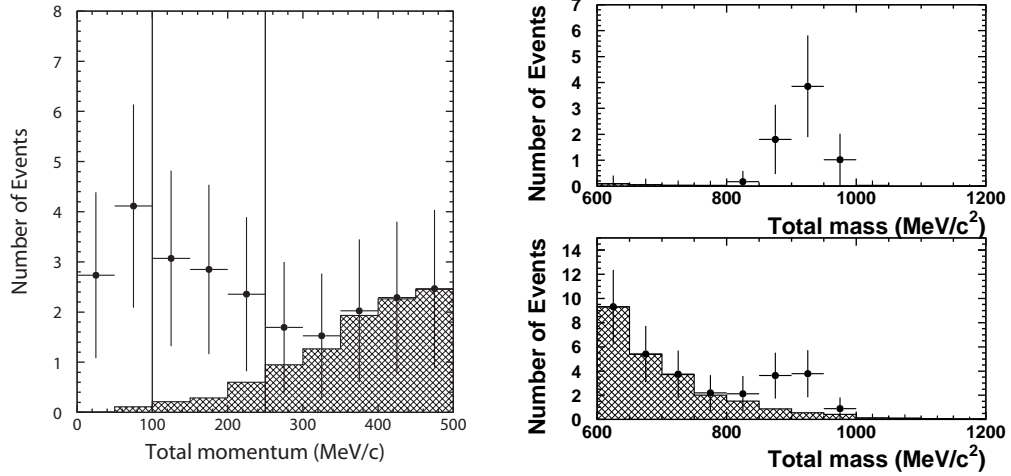 8
7
6
5
4
3
2
1
0
Number of Events
0 100 200 300 400 500
Total momentum (MeV/c)
7
6
5
4
3
2
1
0
Number of Events
600 800 1000 1200
Total mass (MeV/c²)
14
12
10
8
6
4
2
0
Number of Events
600 800 1000 1200
Total mass (MeV/c²)